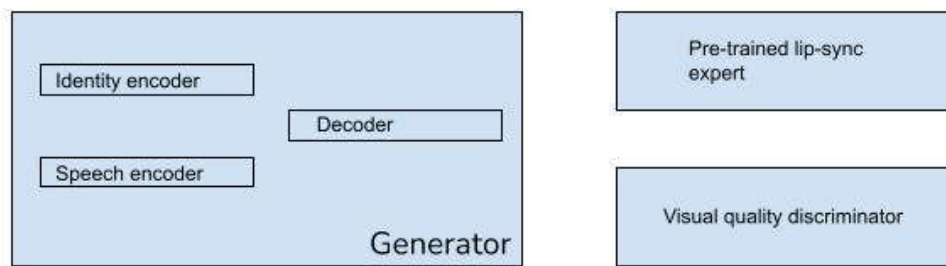 Identity encoder
Decoder
Speech encoder
Generator
Pre-trained lip-sync
expert
Visual quality discriminator